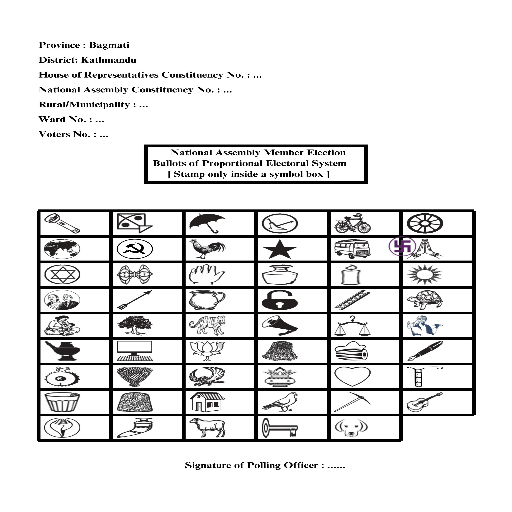 Province : Bagmati
District: Kathmandu
House of Representatives Constituency No. : ...
National Assembly Constituency No. : ...
Rural/Municipality : ...
Ward No. : ...
Voters No. : ...
National Assembly Member Election
Ballots of Proportional Electoral System
[ Stamp only inside a symbol box ]
Signature of Polling Officer : ......